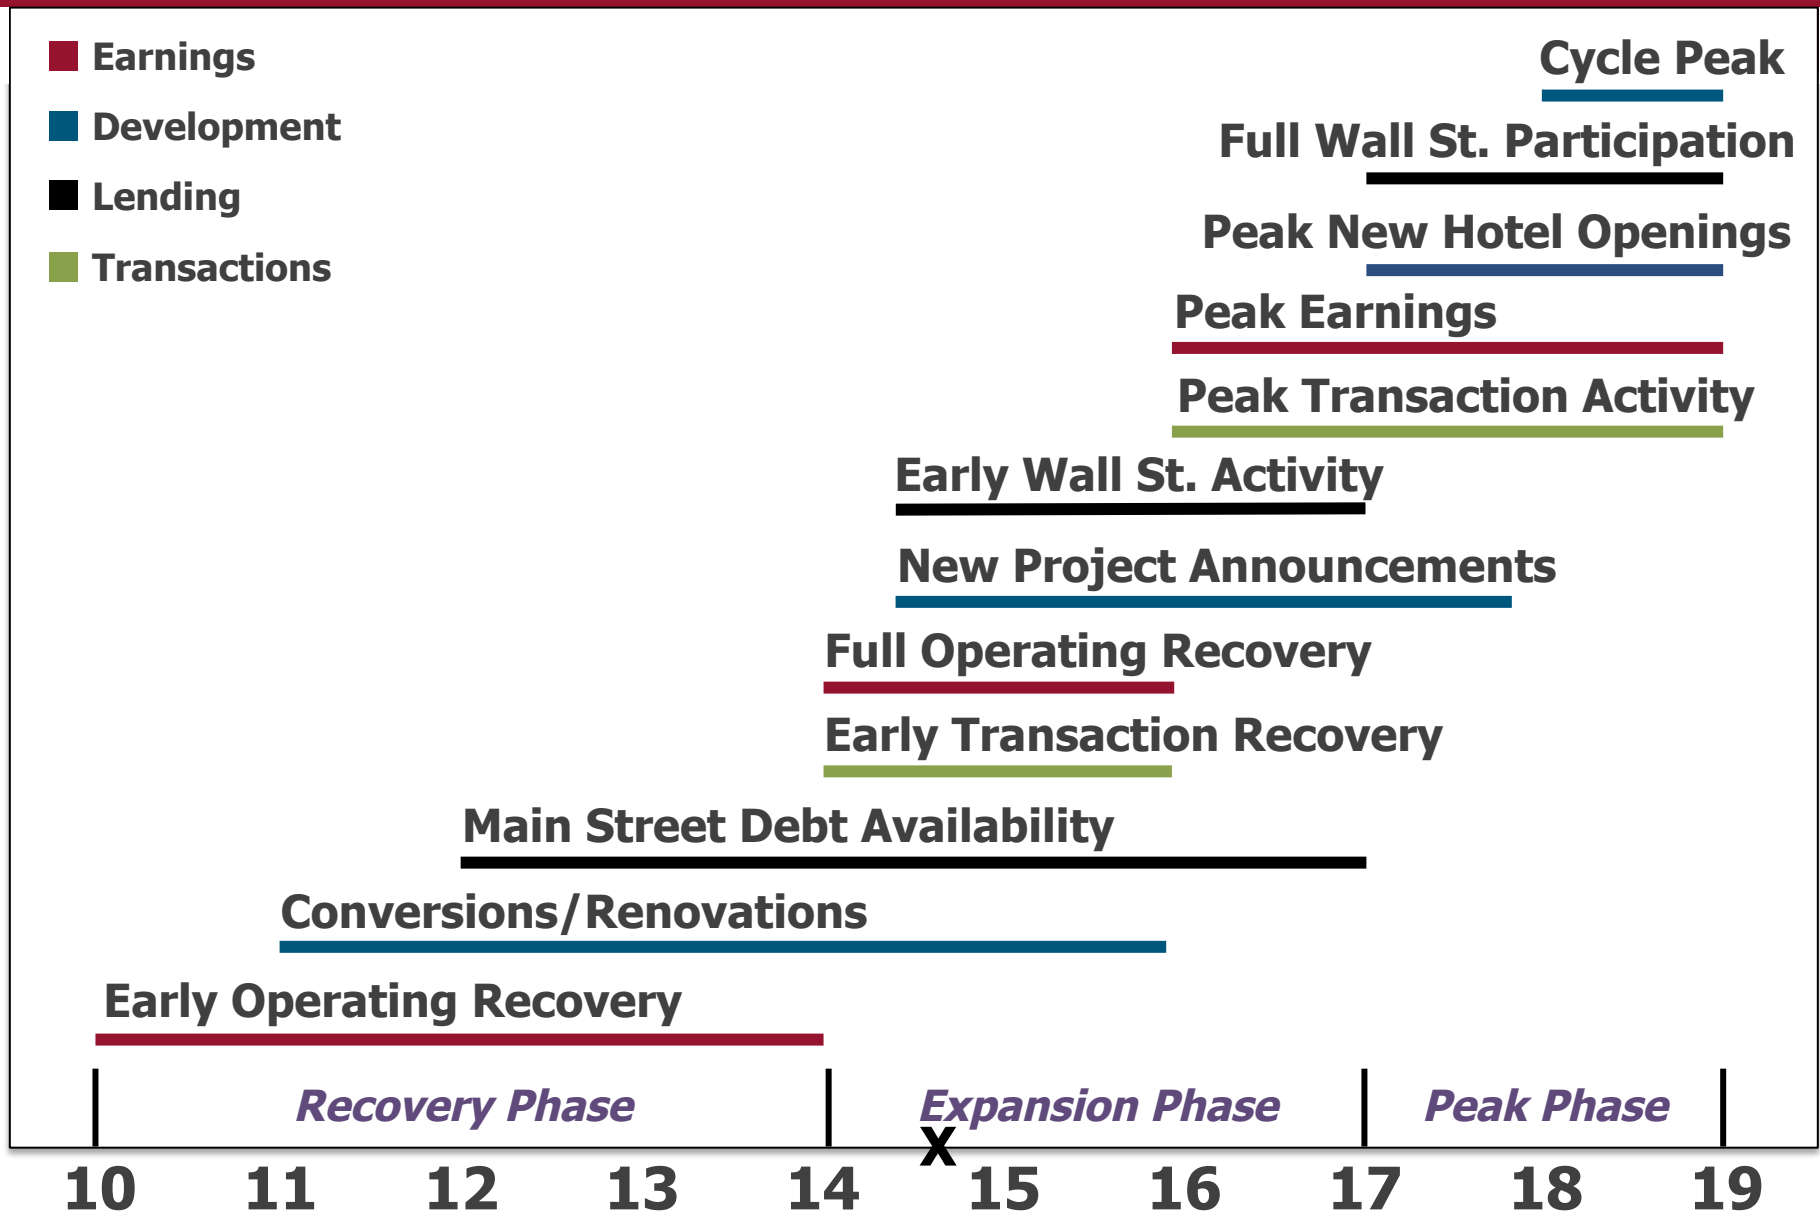 Earnings
Development
Lending
Transactions
Cycle Peak
Full Wall St. Participation
Peak New Hotel Openings
Peak Earnings
Peak Transaction Activity
Early Wall St. Activity
New Project Announcements
Full Operating Recovery
Early Transaction Recovery
Main Street Debt Availability
Conversions/Renovations
Early Operating Recovery
Recovery Phase Expansion Phase Peak Phase
X
10 11 12 13 14 15 16 17 18 19